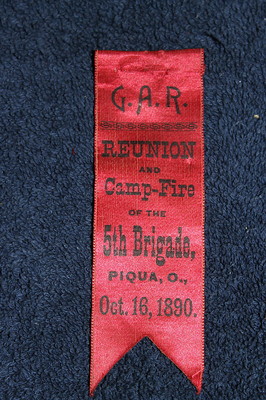 G.A.R.
REUNION
AND
Camp-Fire
OF THE
5th Brigade,
PIQUA, O.,
Oct. 16, 1890.